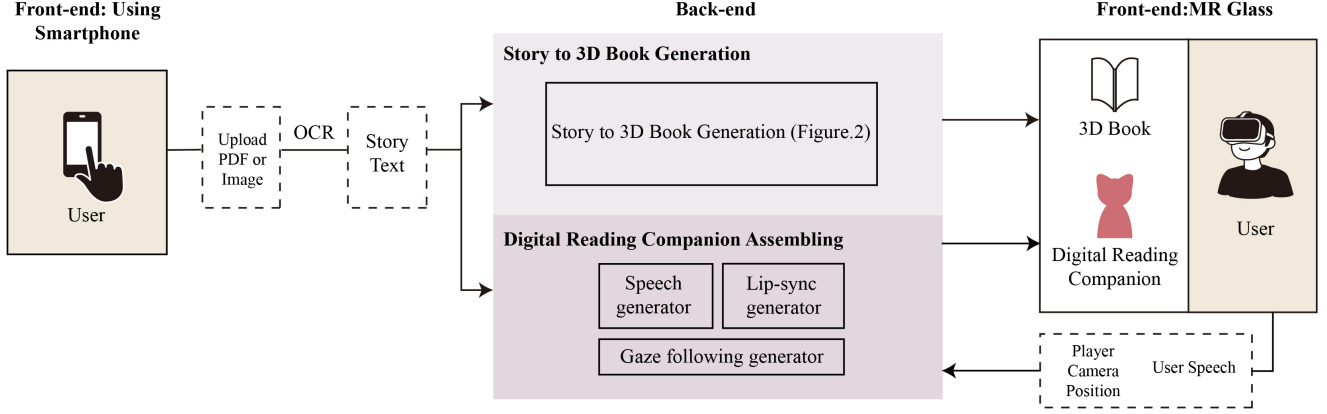 Front-end: Using
Smartphone
User
Upload
PDF or
Image
OCR
Story
Text
Back-end
Story to 3D Book Generation
Story to 3D Book Generation (Figure.2)
Digital Reading Companion Assembling
Speech
generator
Lip-sync
generator
Gaze following generator
Front-end:MR Glass
3D Book
Digital Reading
Companion
User
Player
Camera
Position
User Speech